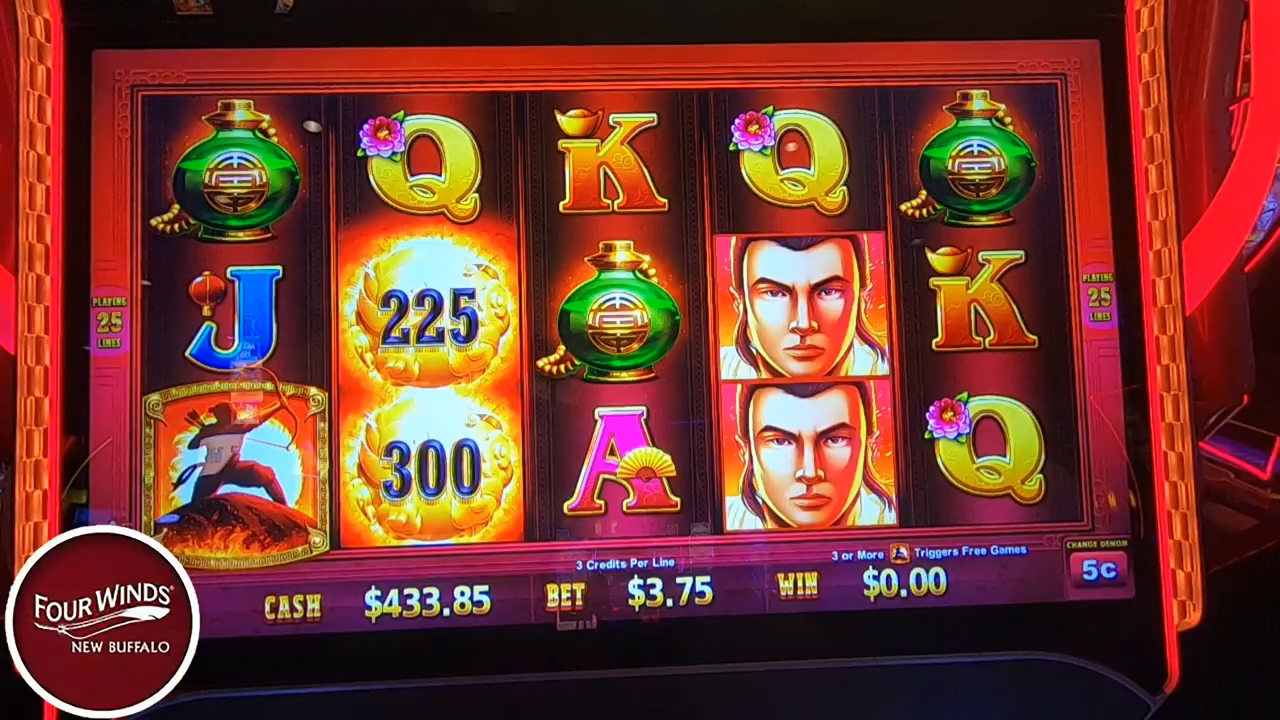 Q
K
Q
PLAYING
25
LINES
J
225
K
PLAYING
25
LINES
300
A
Q
3 Credits Per Line
3 or More Triggers Free Games
CHANGE DENOM
5¢
CASH $433.85 BET $3.75 WIN $0.00
FOUR WINDS®
NEW BUFFALO